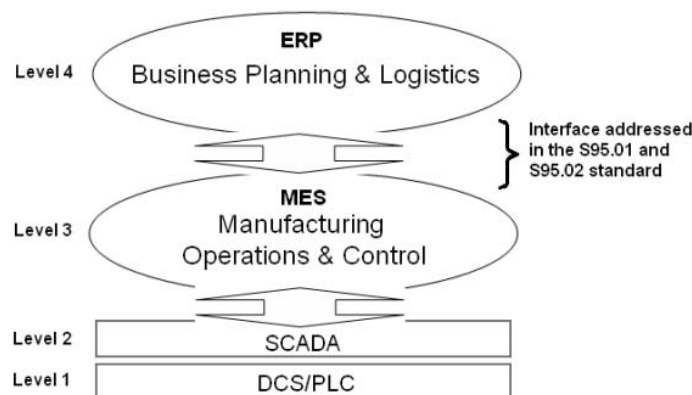 ERP
Level 4
Business Planning & Logistics
Interface addressed
in the S95.01 and
S95.02 standard
MES
Level 3
Manufacturing
Operations & Control
Level 2
SCADA
Level 1
DCS/PLC